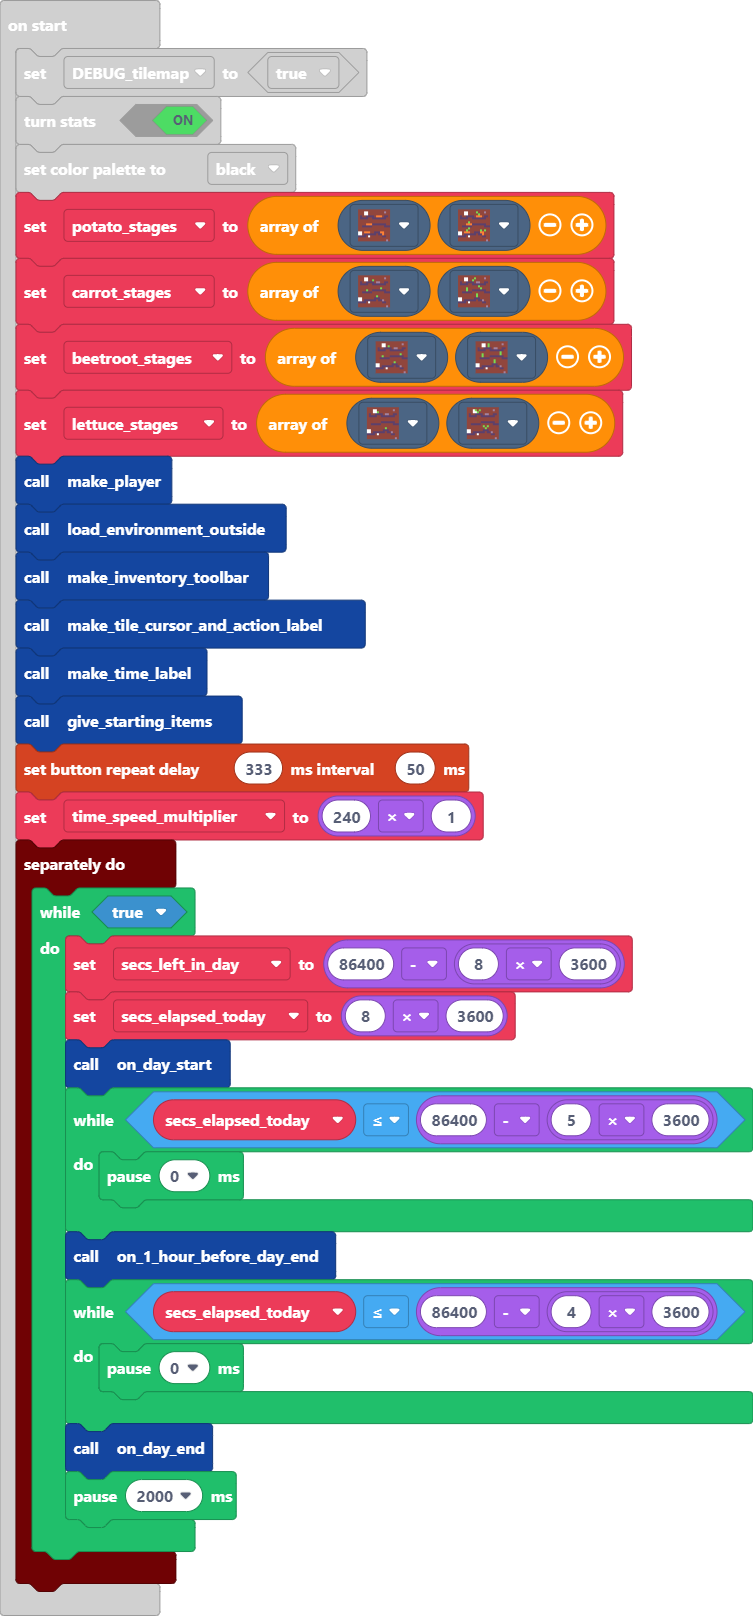 on start
set DEBUG_tilemap to true
turn stats ON
set color palette to black
set potato_stages to array of
set carrot_stages to array of
set beetroot_stages to array of
set lettuce_stages to array of
call make_player
call load_environment_outside
call make_inventory_toolbar
call make_tile_cursor_and_action_label
call make_time_label
call give_starting_items
set button repeat delay 333 ms interval 50 ms
set time_speed_multiplier to 240 × 1
separately do
while true
do
set secs_left_in_day to 86400 - 8 × 3600
set secs_elapsed_today to 8 × 3600
call on_day_start
while secs_elapsed_today ≤ 86400 - 5 × 3600
do pause 0 ms
call on_1_hour_before_day_end
while secs_elapsed_today ≤ 86400 - 4 × 3600
do pause 0 ms
call on_day_end
pause 2000 ms